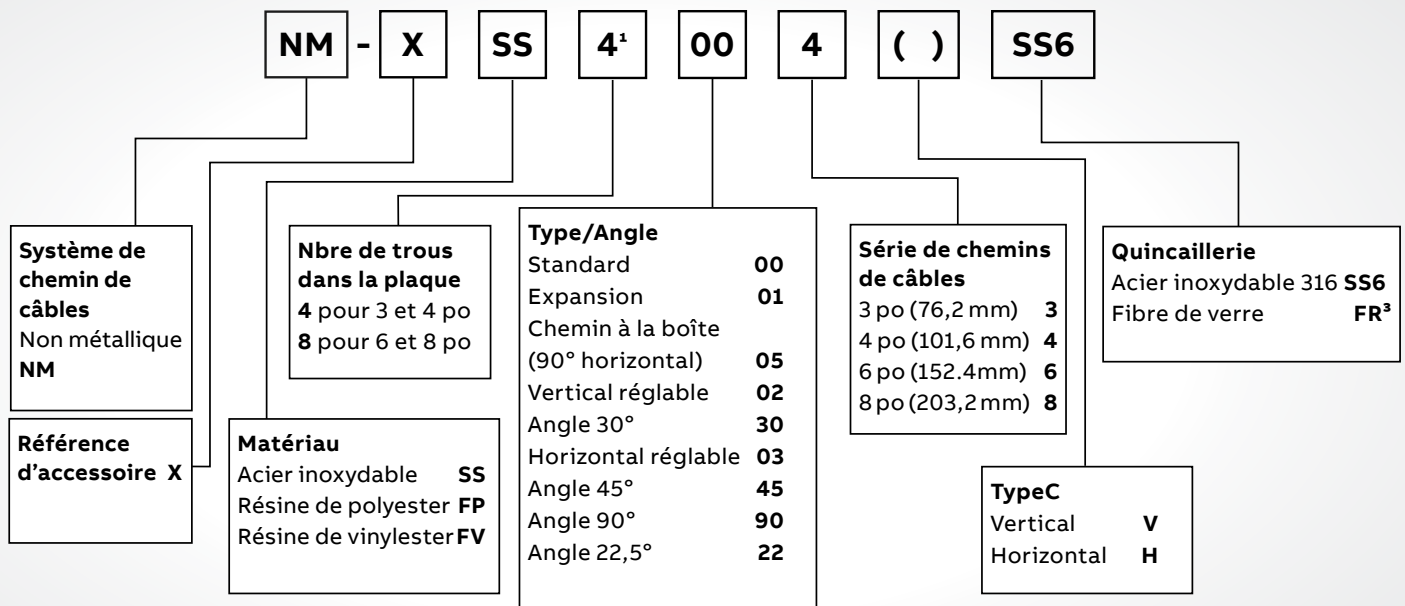 NM - X SS 4¹ 00 4 ( ) SS6
Système de
chemin de
câbles
Non métallique
NM
Référence
d'accessoire X
Matériau
Acier inoxydable SS
Résine de polyester FP
Résine de vinylester FV
Nbre de trous
dans la plaque
4 pour 3 et 4 po
8 pour 6 et 8 po
Type/Angle
Standard 00
Expansion 01
Chemin à la boîte
(90° horizontal) 05
Vertical réglable 02
Angle 30° 30
Horizontal réglable 03
Angle 45° 45
Angle 90° 90
Angle 22,5° 22
Série de chemins
de câbles
3 po (76,2 mm) 3
4 po (101,6 mm) 4
6 po (152.4mm) 6
8 po (203,2 mm) 8
TypeC
Vertical V
Horizontal H
Quincaillerie
Acier inoxydable 316 SS6
Fibre de verre FR³